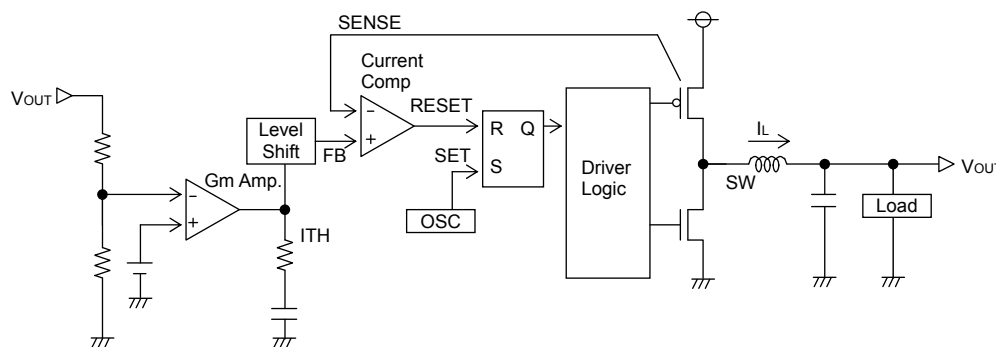 SENSE
Current
Comp
VOUT
RESET
Level
Shift
FB
R Q
S
SET
IL
Gm Amp.
Driver
Logic
SW
VOUT
OSC
Load
ITH
- +
- +